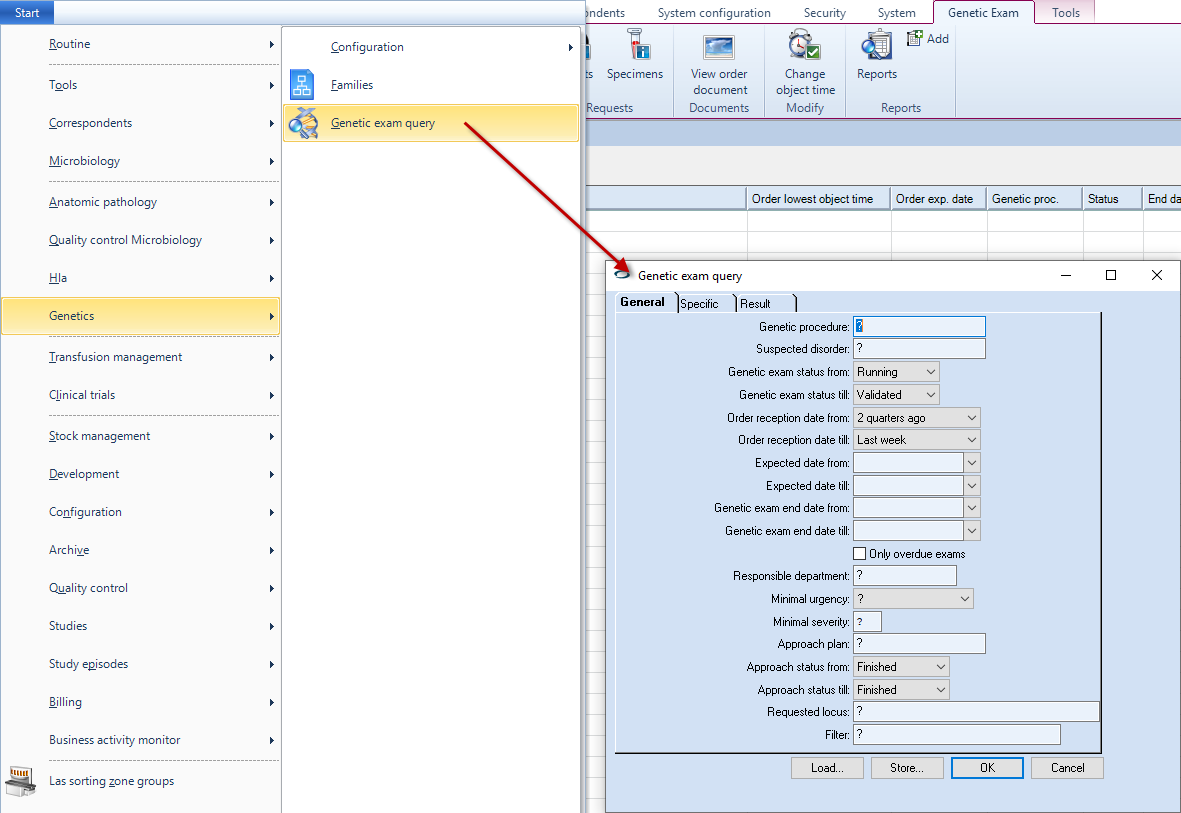 Start
Routine
Tools
Correspondents
Microbiology
Anatomic pathology
Quality control Microbiology
Hla
Genetics
Transfusion management
Clinical trials
Stock management
Development
Configuration
Archive
Quality control
Studies
Study episodes
Billing
Business activity monitor
Las sorting zone groups
Configuration
Families
Genetic exam query
ndents System configuration Security System Genetic Exam Tools
ts Specimens
View order
document
Change
object time
Reports
Add
Requests Documents Modify Reports
Order lowest object time Order exp. date Genetic proc. Status End da
Genetic exam query
General Specific Result
Genetic procedure: ?
Suspected disorder: ?
Genetic exam status from: Running
Genetic exam status till: Validated
Order reception date from: 2 quarters ago
Order reception date till: Last week
Expected date from:
Expected date till:
Genetic exam end date from:
Genetic exam end date till:
Only overdue exams
Responsible department: ?
Minimal urgency: ?
Minimal severity: ?
Approach plan: ?
Approach status from: Finished
Approach status till: Finished
Requested locus: ?
Filter: ?
Load... Store... OK Cancel